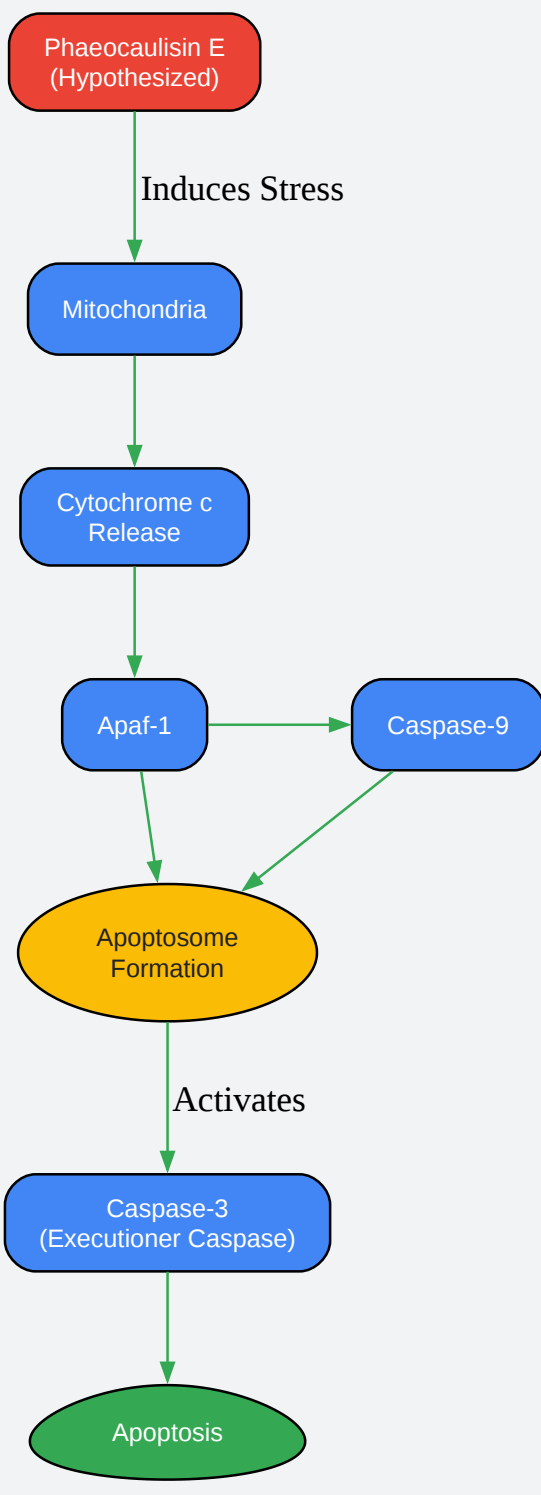 Phaeocaulisin E
(Hypothesized)
Induces Stress
Mitochondria
Cytochrome c
Release
Apaf-1
Caspase-9
Apoptosome
Formation
Activates
Caspase-3
(Executioner Caspase)
Apoptosis